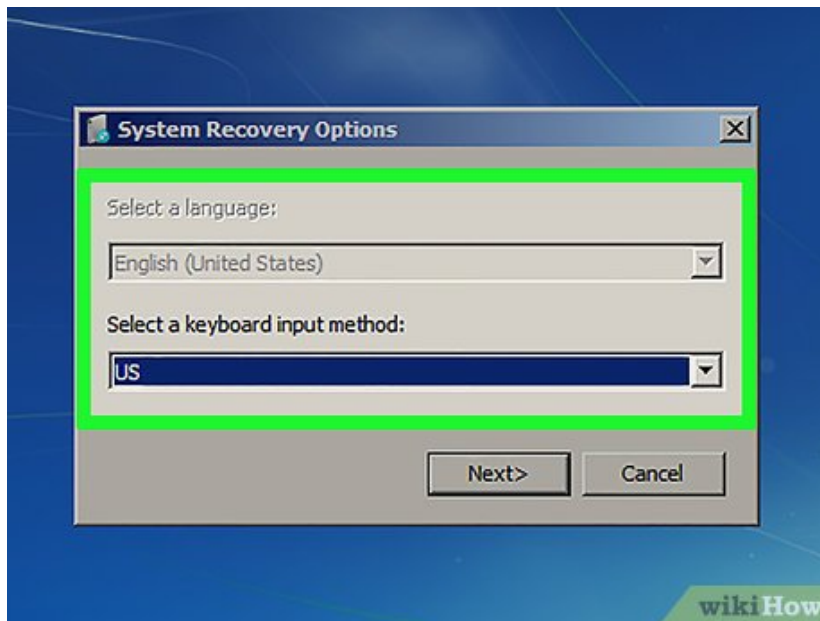 System Recovery Options
Select a language:
English (United States)
Select a keyboard input method:
US
Next> Cancel
wikiHow